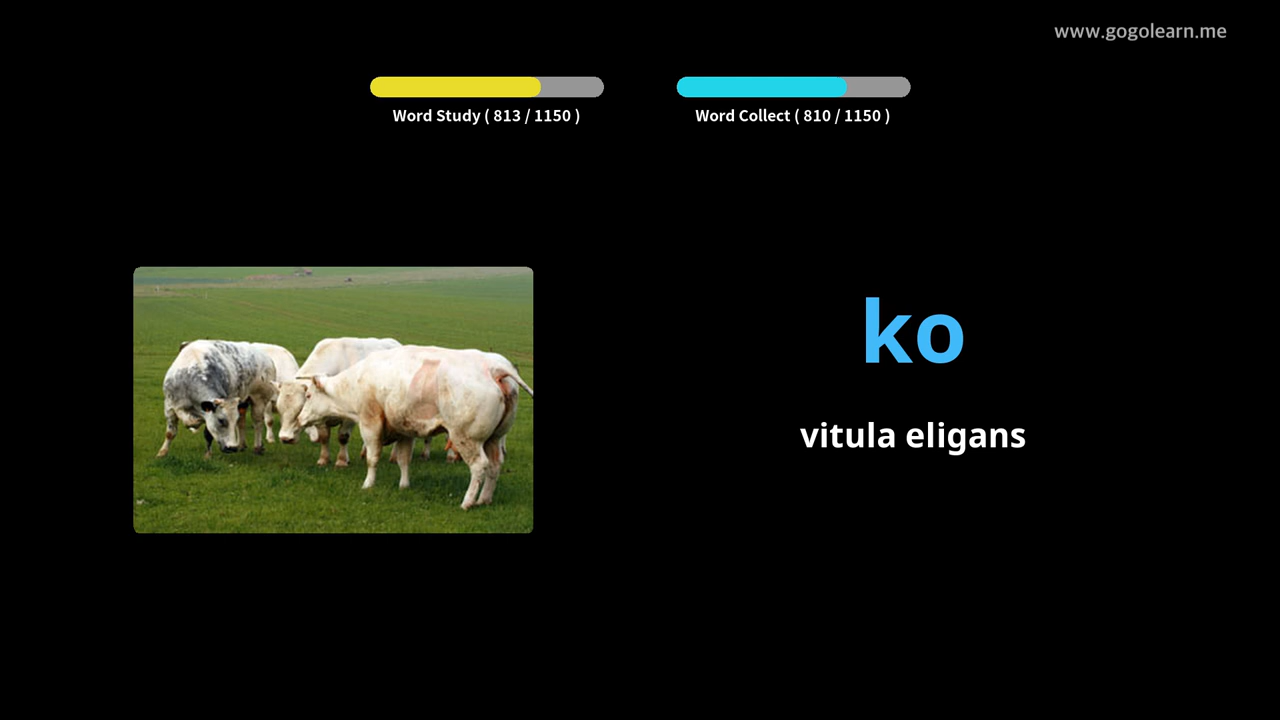 www.gogolearn.me
Word Study ( 813 / 1150 )
Word Collect ( 810 / 1150 )
ko
vitula eligans